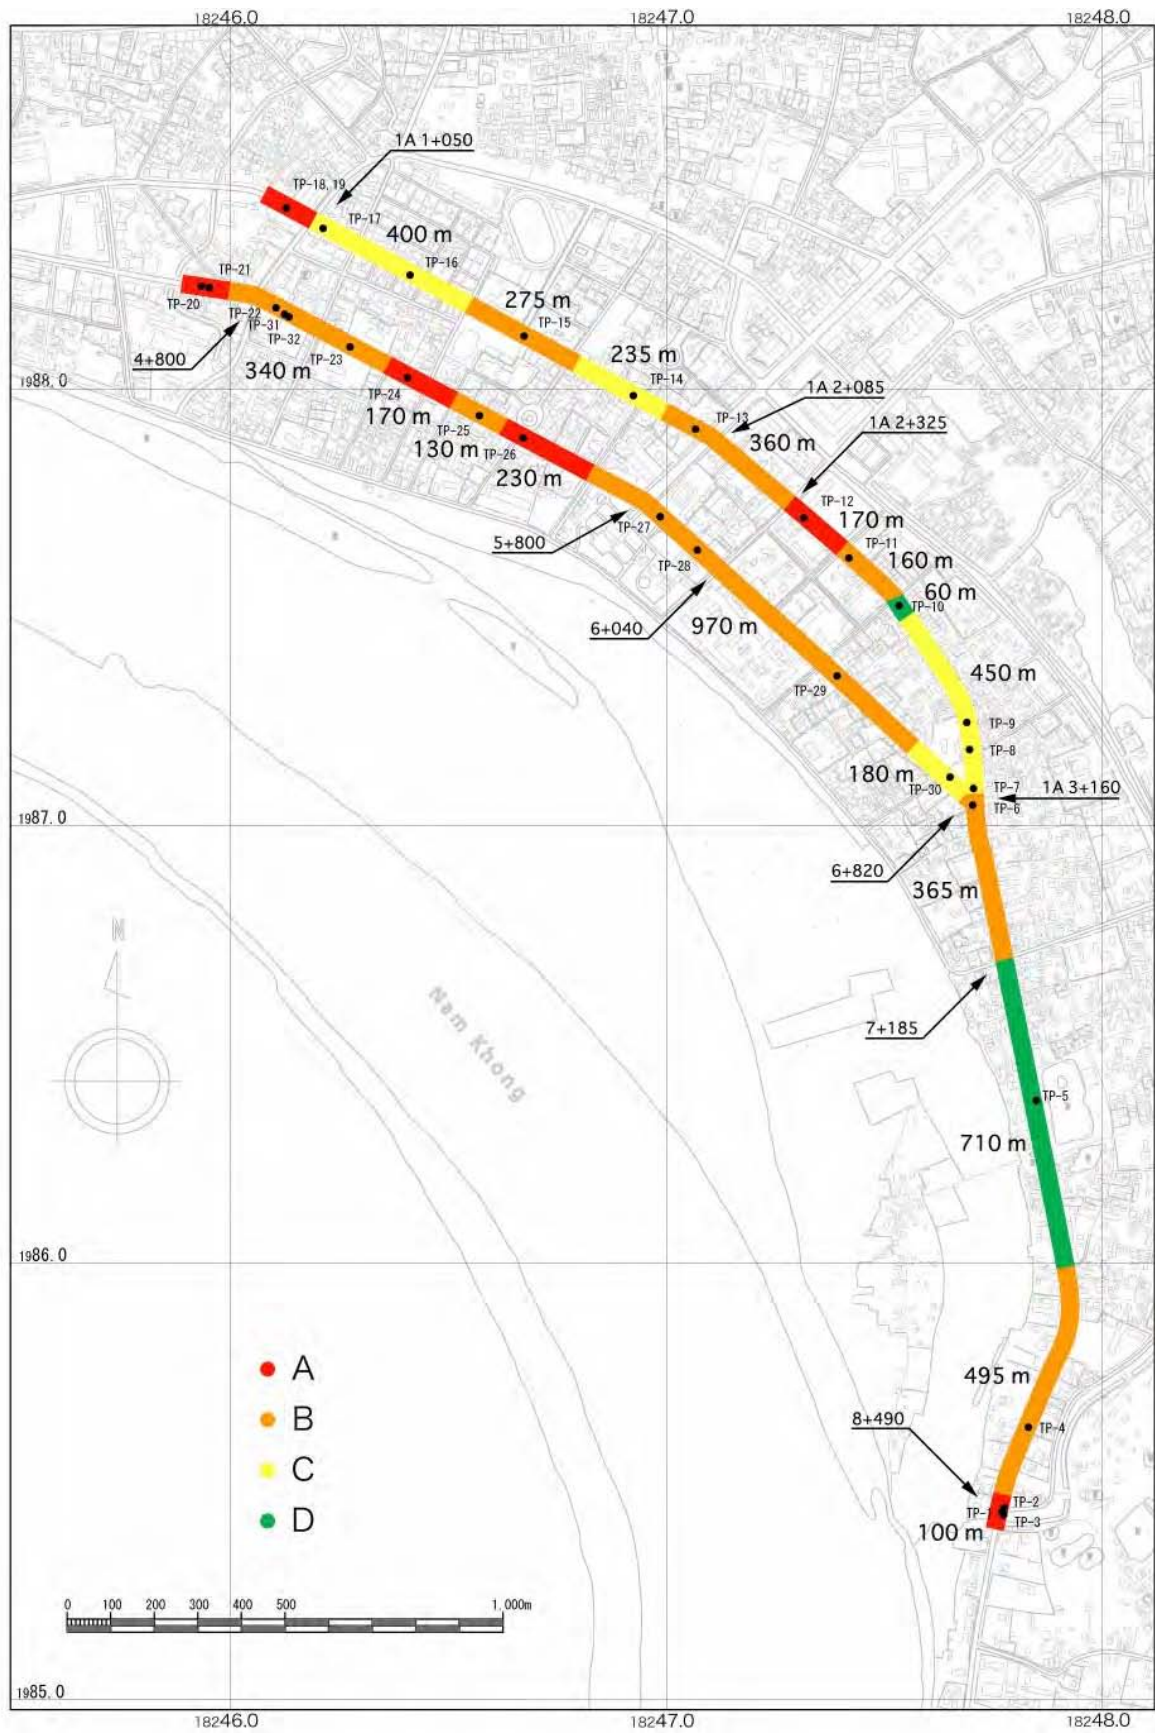 18246.0
18247.0
18248.0
1A 1+050
TP-18, 19
TP-17
400 m
TP-16
TP-21
TP-20
TP-22
TP-31
TP-32
4+800
TP-23
340 m
275 m
TP-15
235 m
TP-14
1988.0
TP-24
170 m
TP-25
130 m
TP-26
230 m
1A 2+085
TP-13
360 m
1A 2+325
TP-12
170 m
TP-11
160 m
60 m
TP-10
TP-27
5+800
TP-28
6+040
970 m
450 m
TP-29
TP-9
TP-8
180 m
TP-30
TP-7
1A 3+160
TP-6
1987.0
6+820
365 m
N
Nam Khong
7+185
TP-5
710 m
1986.0
A
B
C
D
495 m
8+490
TP-4
TP-2
TP-1
TP-3
100 m
0 100 200 300 400 500 1,000m
1985.0
18246.0
18247.0
18248.0